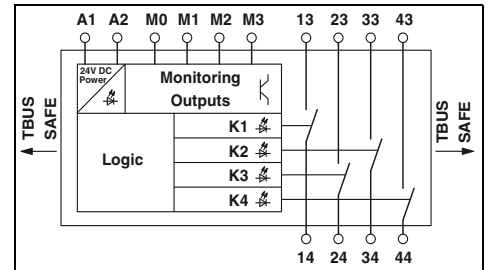 A1 A2 M0 M1 M2 M3 13 23 33 43
24V DC
Power
Monitoring
Outputs
TBUS
SAFE
Logic
K1
K2
K3
K4
TBUS
SAFE
14 24 34 44